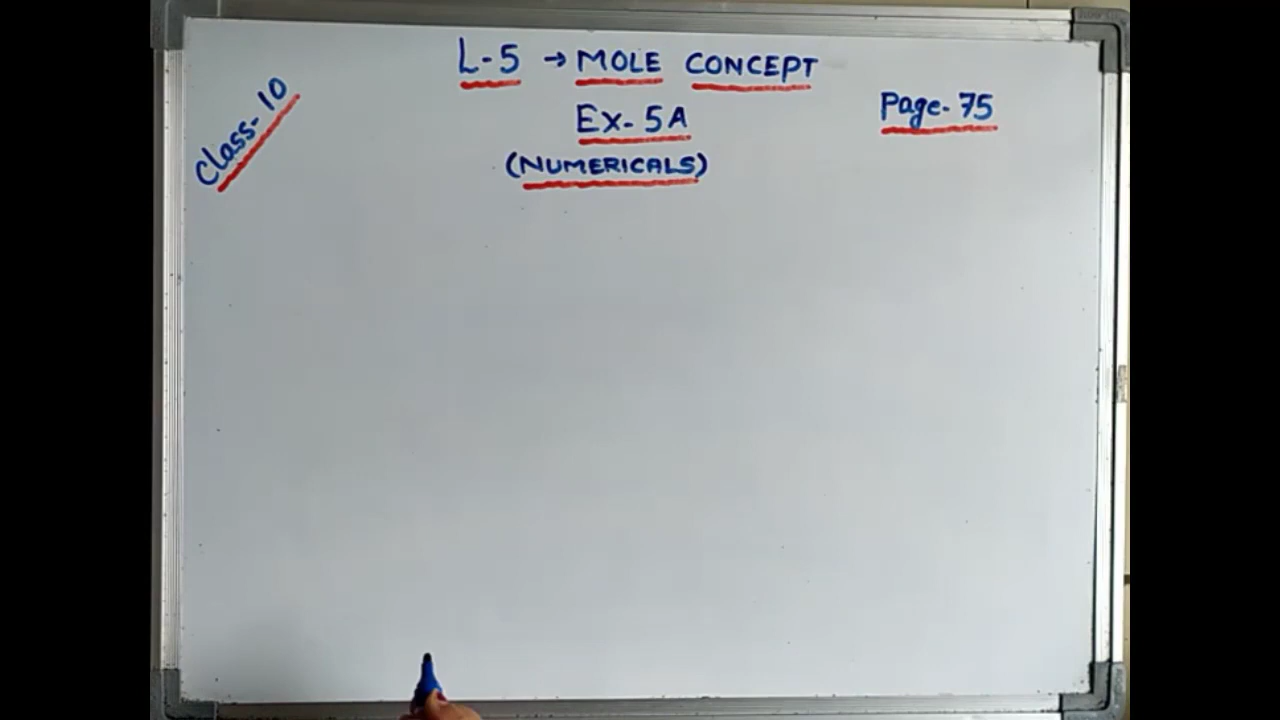 L-5 → MOLE CONCEPT
Class-10
Ex- 5A
Page- 75
(NUMERICALS)